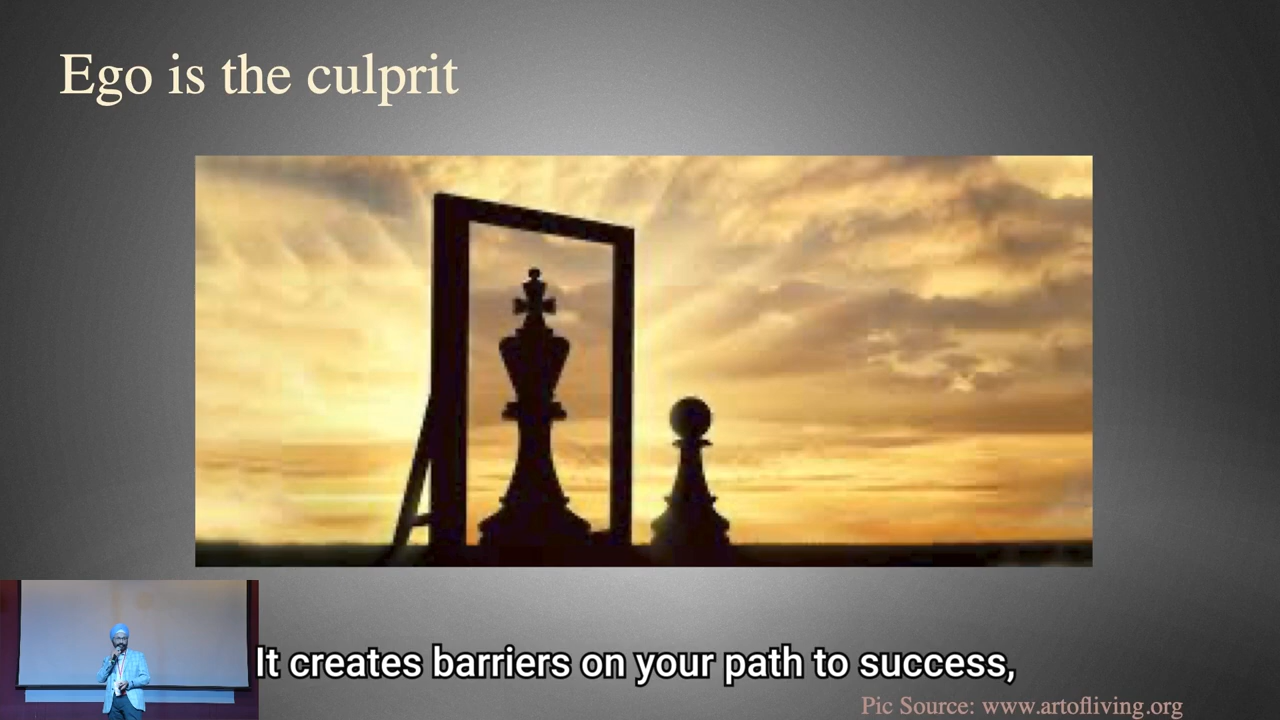 Ego is the culprit
It creates barriers on your path to success,
Pic Source: www.artofliving.org